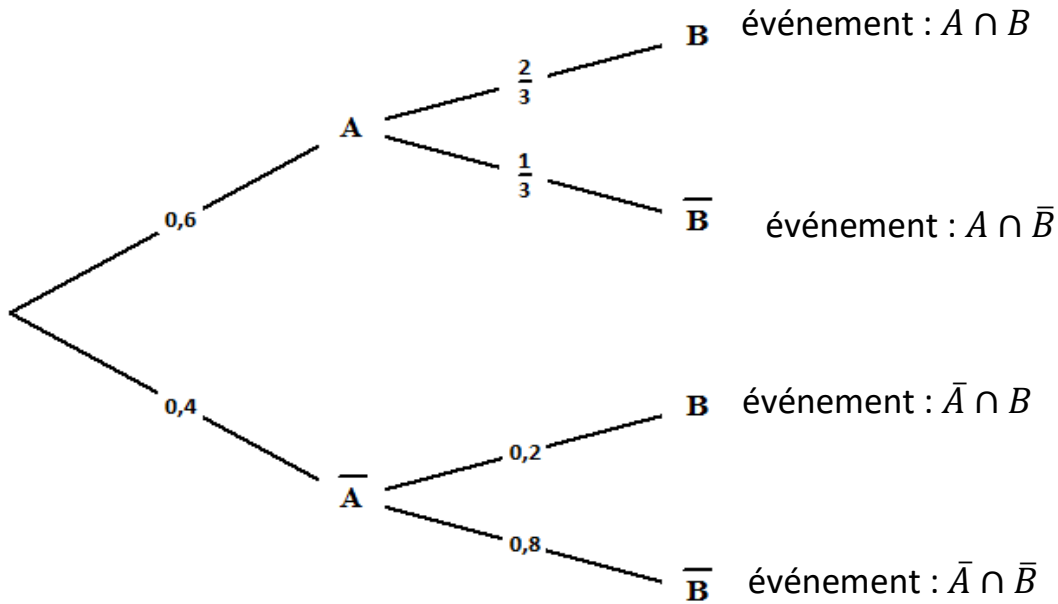 B événement : A ∩ B
2/3
A
1/3
0,6
B̅ événement : A ∩ B̅
0,4
B événement : A̅ ∩ B
0,2
A̅
0,8
B̅ événement : A̅ ∩ B̅